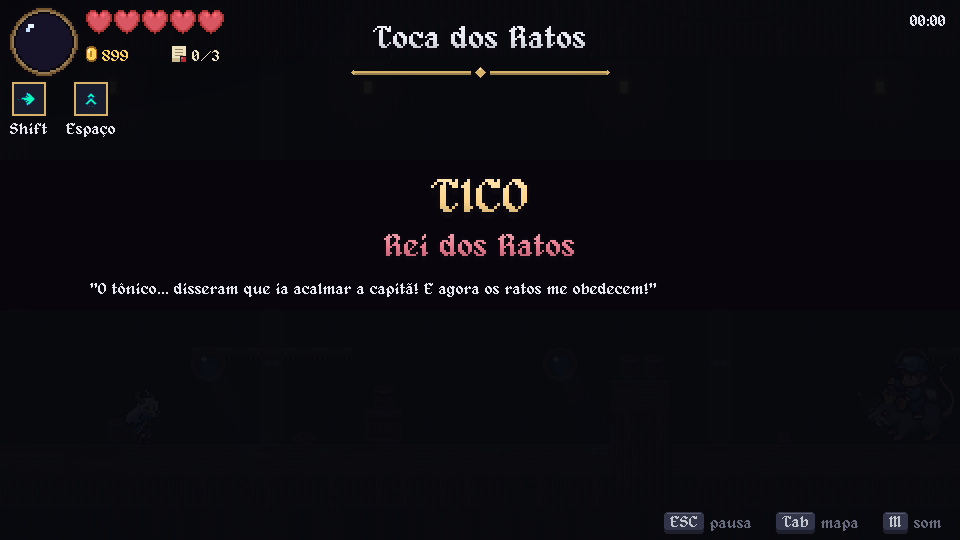 Toca dos Ratos
00:00
899
0/3
Shift
Espaço
TICO
Rei dos Ratos
"O tônico... disseram que ia acalmar a capitã! E agora os ratos me obedecem!"
ESC pausa Tab mapa M som